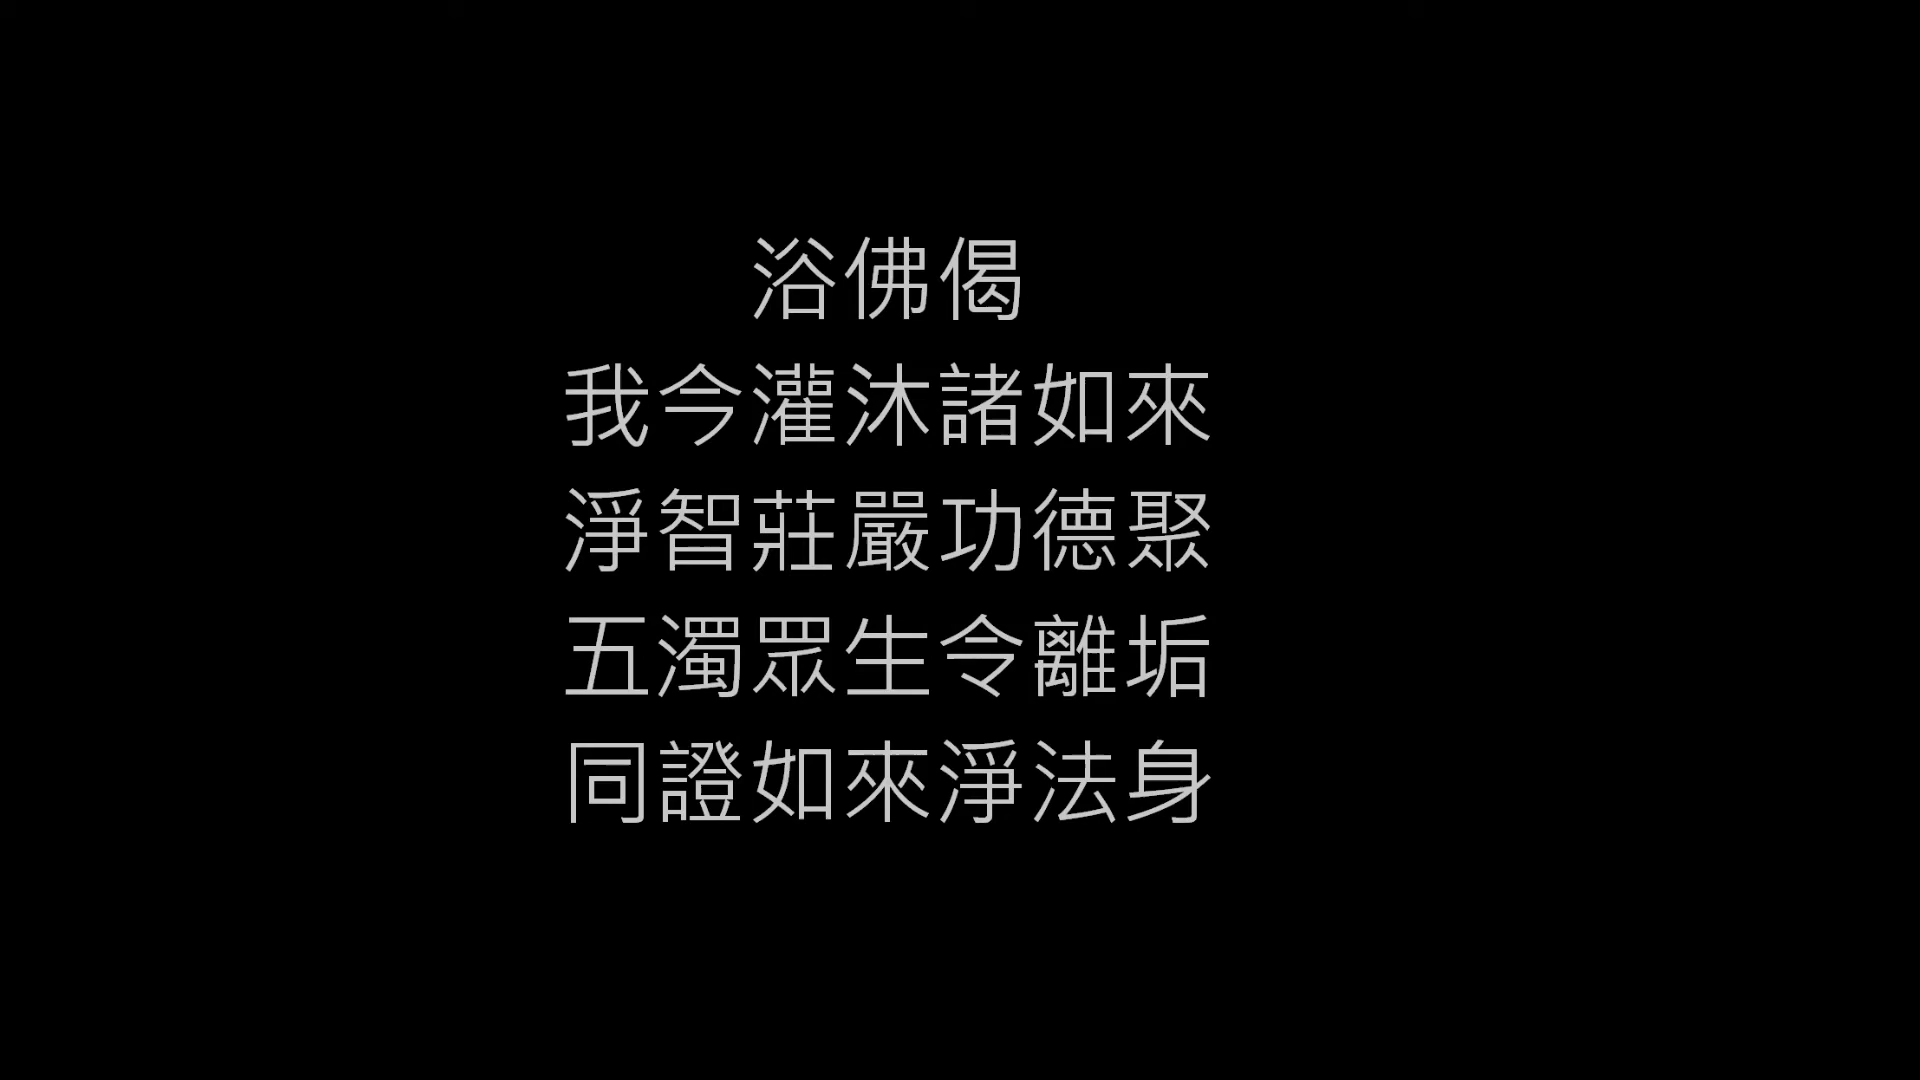 浴佛偈
我今灌沐諸如來
淨智莊嚴功德聚
五濁眾生令離垢
同證如來淨法身